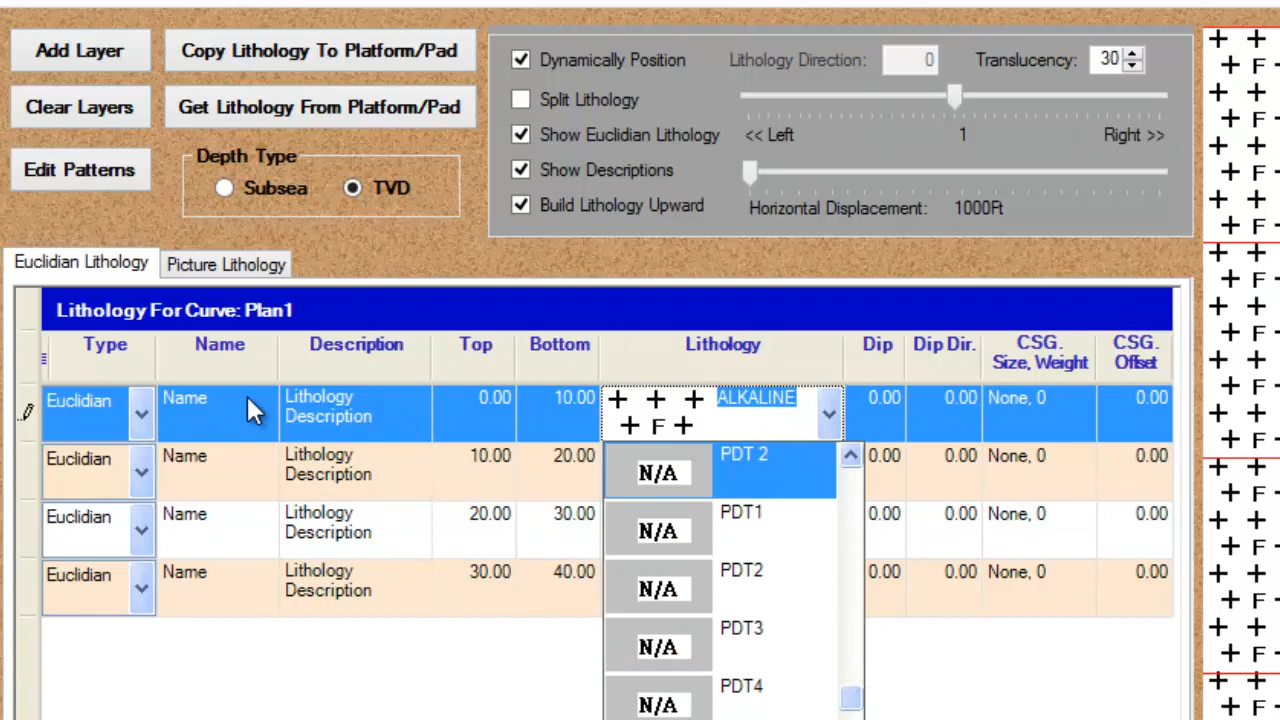 Add Layer
Copy Lithology To Platform/Pad
Clear Layers
Get Lithology From Platform/Pad
Edit Patterns
Depth Type
Subsea
TVD
Dynamically Position
Lithology Direction:
0
Translucency:
30
Split Lithology
Show Euclidian Lithology
<< Left
1
Right >>
Show Descriptions
Build Lithology Upward
Horizontal Displacement:
1000Ft
Euclidian Lithology
Picture Lithology
Lithology For Curve: Plan1
Type
Name
Description
Top
Bottom
Lithology
Dip
Dip Dir.
CSG.
Size, Weight
CSG.
Offset
Euclidian
Name
Lithology
Description
0.00
10.00
+ + + ALKALINE
+ F +
0.00
0.00
None, 0
0.00
Euclidian
Name
Lithology
Description
10.00
20.00
0.00
0.00
None, 0
0.00
Euclidian
Name
Lithology
Description
20.00
30.00
0.00
0.00
None, 0
0.00
Euclidian
Name
Lithology
Description
30.00
40.00
0.00
0.00
None, 0
0.00
N/A
PDT 2
N/A
PDT1
N/A
PDT2
N/A
PDT3
N/A
PDT4
+ +
+ F -
+ +
+ F -
+ +
+ F -
+ +
+ F -
+ +
+ F -
+ +
+ F -
+ +
+ F -
+ +
+ F -
+ +
+ F -
+ +
+ F -
+ +
+ F -
+ +
+ F -
+ +
+ F -